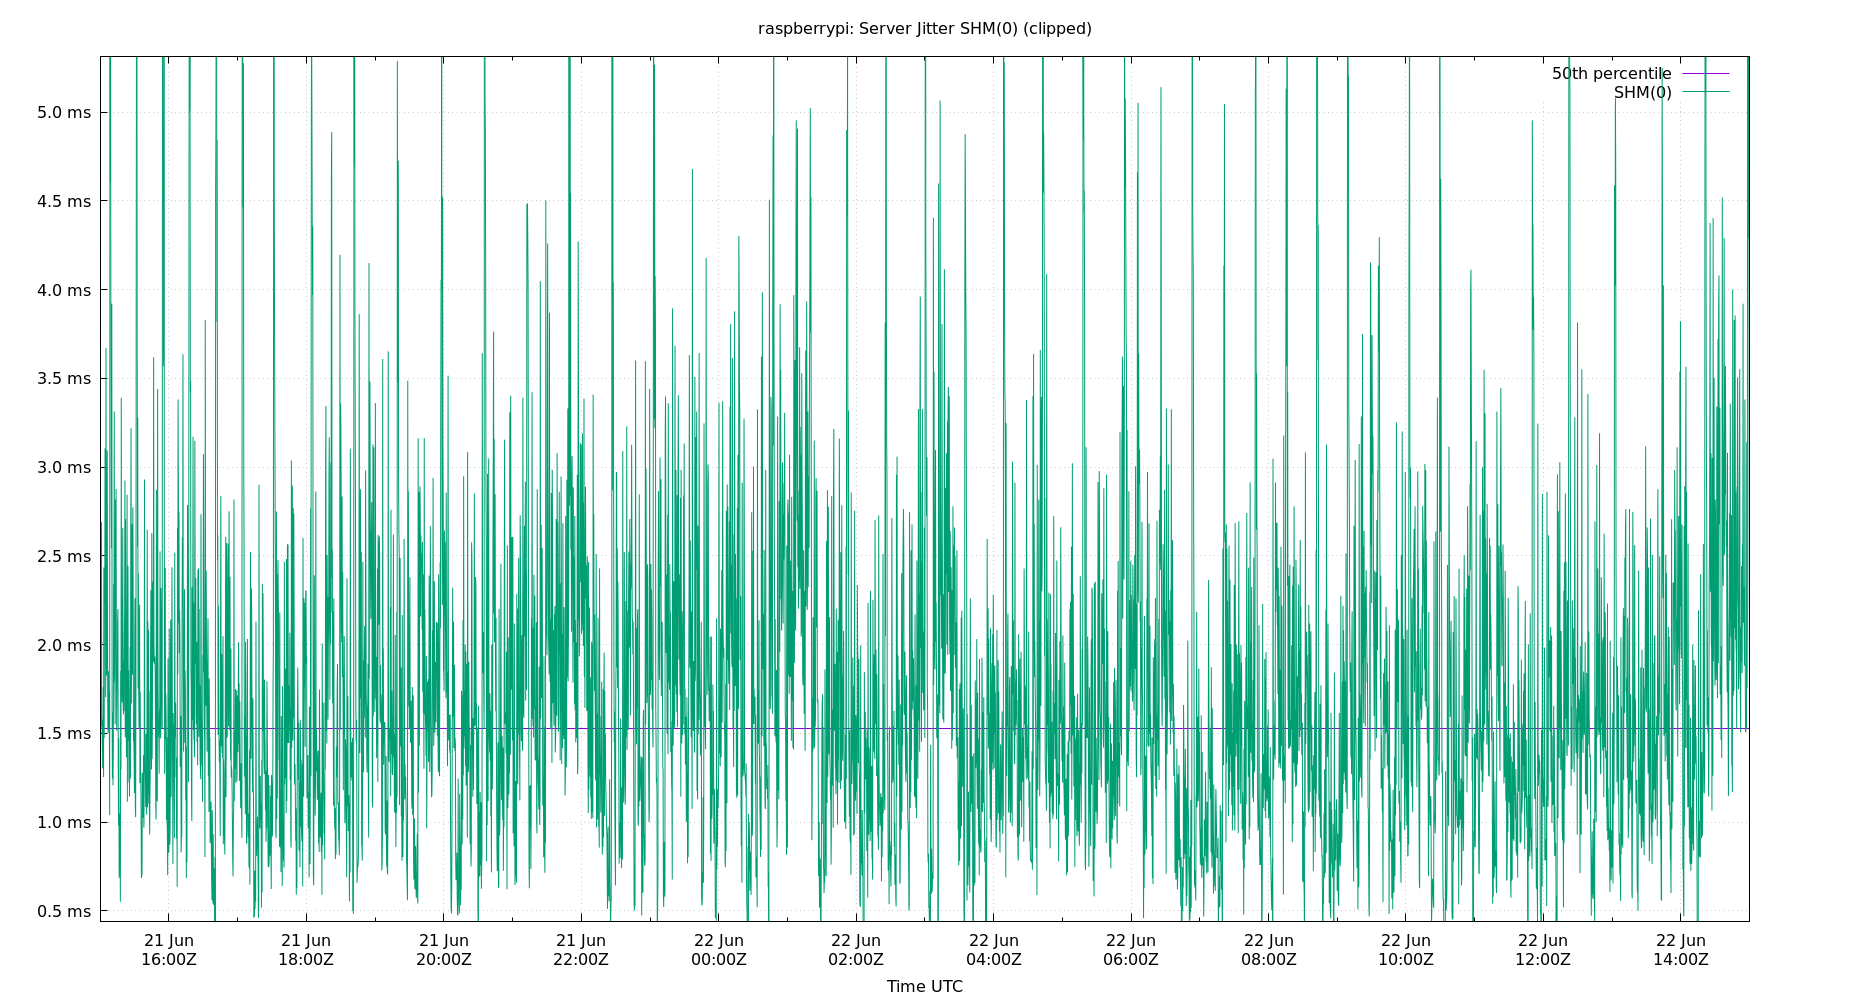 raspberrypi: Server Jitter SHM(0) (clipped)
50th percentile
SHM(0)
5.0 ms
4.5 ms
4.0 ms
3.5 ms
3.0 ms
2.5 ms
2.0 ms
1.5 ms
1.0 ms
0.5 ms
21 Jun 21 Jun 21 Jun 21 Jun 22 Jun 22 Jun 22 Jun 22 Jun 22 Jun 22 Jun 22 Jun 22 Jun
16:00Z 18:00Z 20:00Z 22:00Z 00:00Z 02:00Z 04:00Z 06:00Z 08:00Z 10:00Z 12:00Z 14:00Z
Time UTC